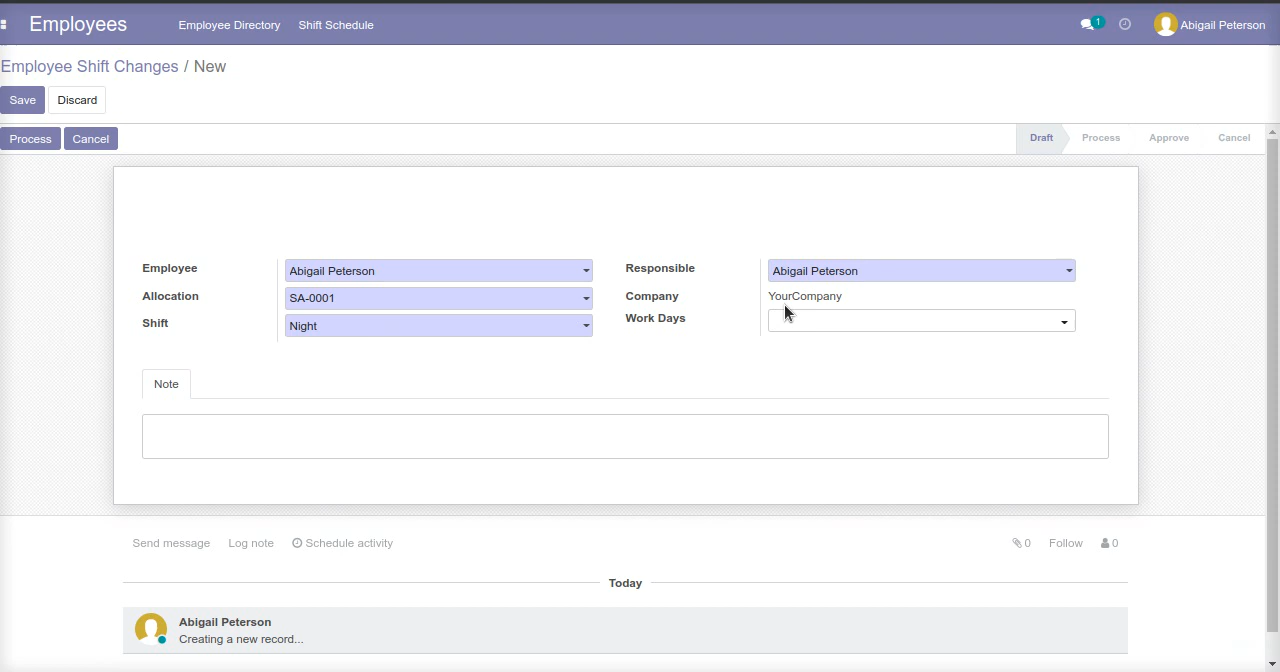 Employees Employee Directory Shift Schedule 1 Abigail Peterson
Employee Shift Changes / New
Save Discard
Process Cancel Draft Process Approve Cancel
Employee Abigail Peterson Responsible Abigail Peterson
Allocation SA-0001 Company YourCompany
Shift Night Work Days
Note
Send message Log note Schedule activity 0 Follow 0
Today
Abigail Peterson
Creating a new record...